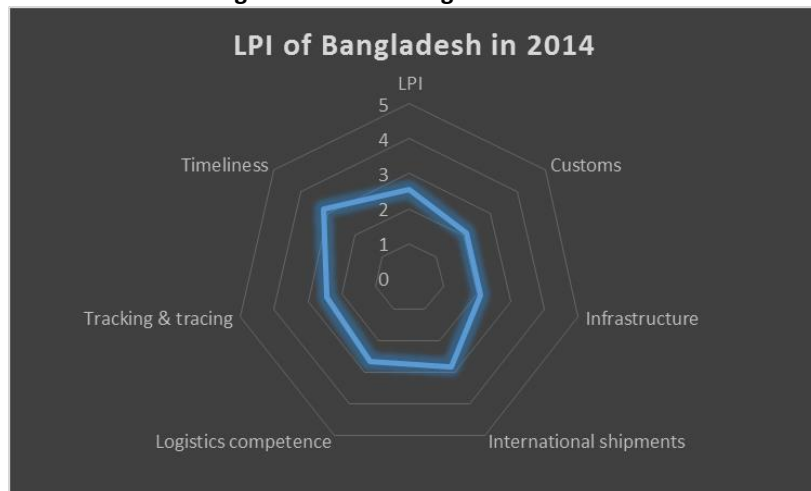 LPI of Bangladesh in 2014
LPI
5
4
3
2
1
0
Customs
Infrastructure
International shipments
Logistics competence
Tracking & tracing
Timeliness